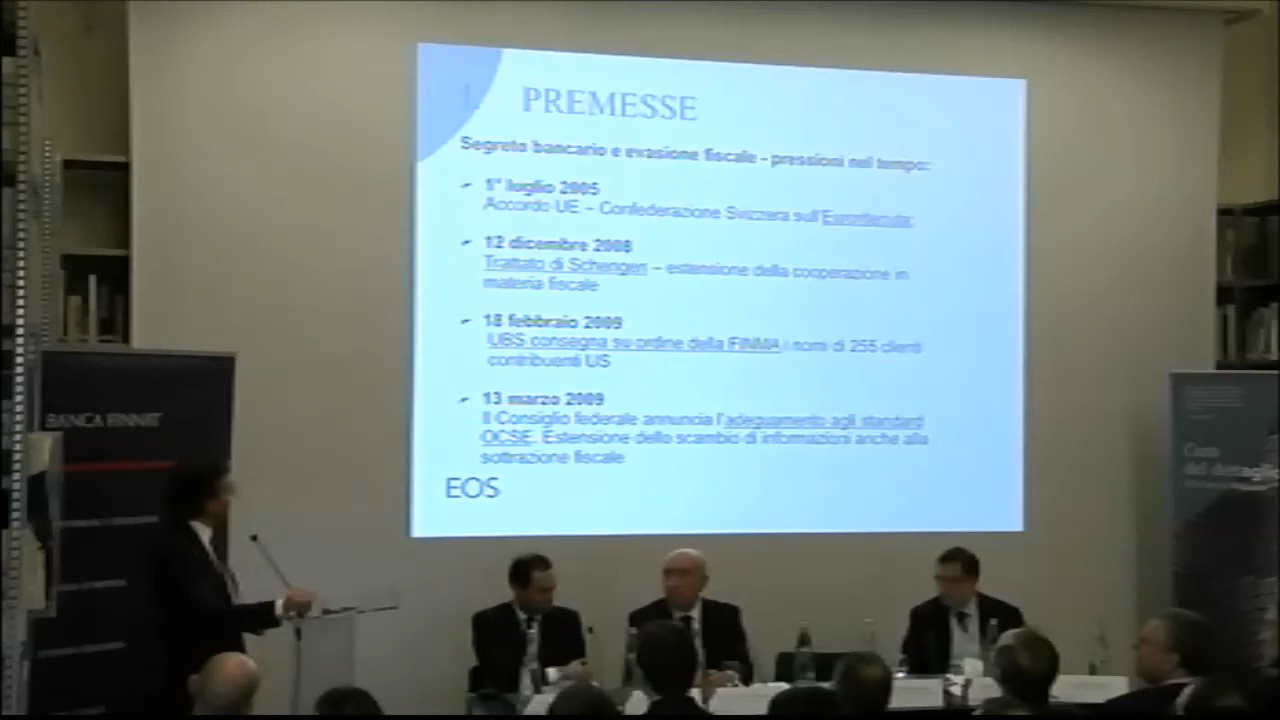 PREMESSE
Segreto bancario e evasione fiscale - pressioni nel tempo:
1° luglio 2005
Accordo UE – Confederazione Svizzera sull'Euroritenuta:
12 dicembre 2008
Trattato di Schengen – estensione della cooperazione in
materia fiscale
18 febbraio 2009
UBS consegna su ordine della FINMA i nomi di 255 clienti
contribuenti US
13 marzo 2009
Il Consiglio federale annuncia l'adeguamento agli standard
OCSE. Estensione dello scambio di informazioni anche alla
sottrazione fiscale
EOS
BANCA FINNAT